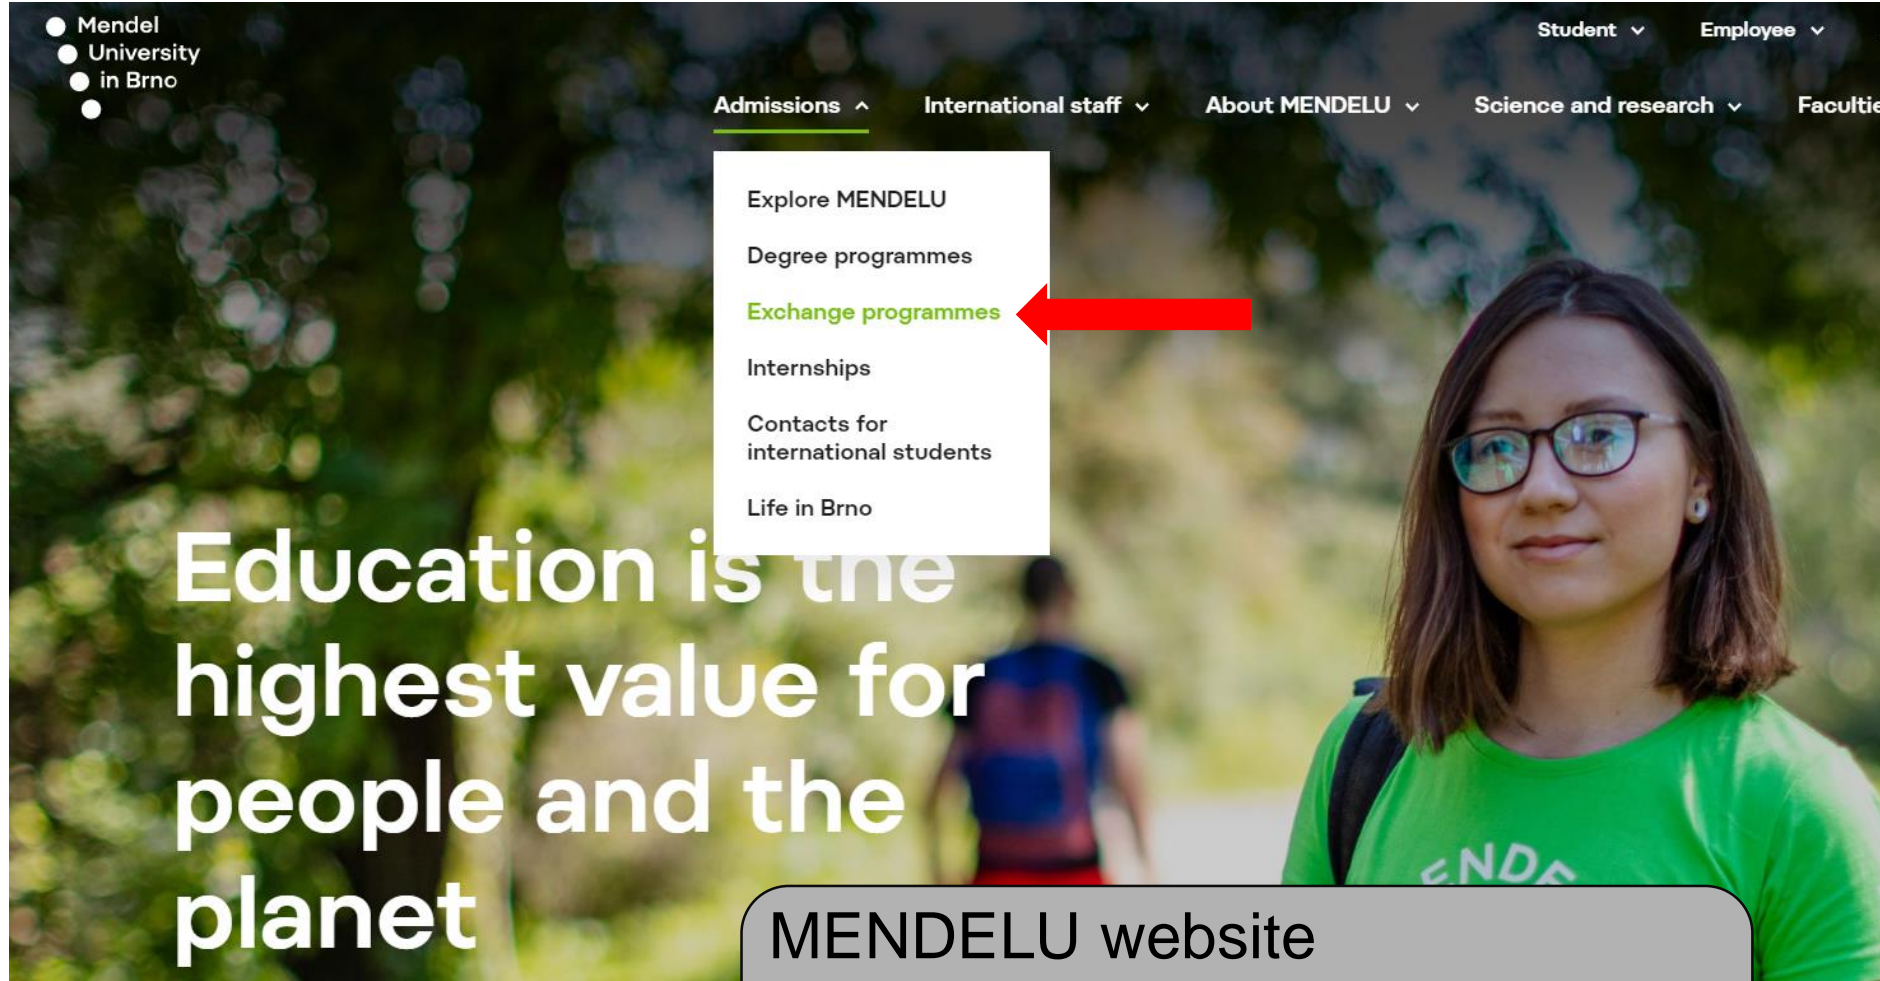 Mendel
University
in Brno
Student
Employee
Admissions
International staff
About MENDELU
Science and research
Explore MENDELU
Degree programmes
Exchange programmes
Internships
Contacts for
international students
Life in Brno
Education is the
highest value for
people and the
planet
MENDELU website